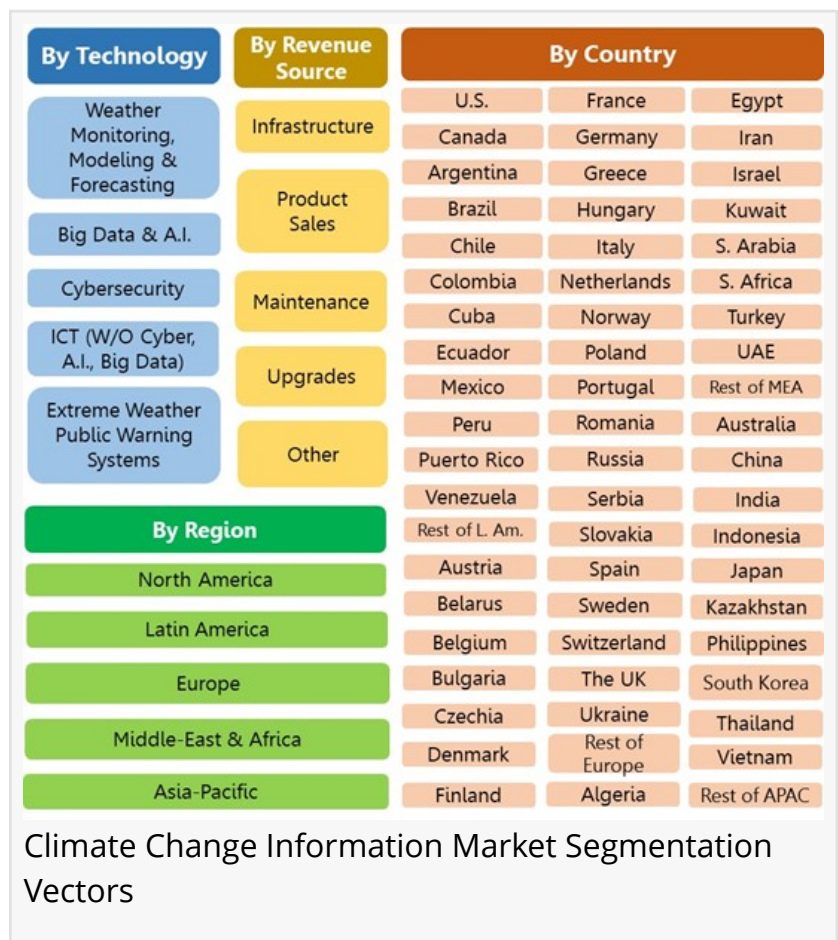 By Technology
Weather
Monitoring,
Modeling &
Forecasting
Big Data & A.I.
Cybersecurity
ICT (W/O Cyber,
A.I., Big Data)
Extreme Weather
Public Warning
Systems
By Revenue
Source
Infrastructure
Product
Sales
Maintenance
Upgrades
Other
By Region
North America
Latin America
Europe
Middle-East & Africa
Asia-Pacific
By Country
U.S.
Canada
Argentina
Brazil
Chile
Colombia
Cuba
Ecuador
Mexico
Peru
Puerto Rico
Venezuela
Rest of L. Am.
Austria
Belarus
Belgium
Bulgaria
Czechia
Denmark
Finland
France
Germany
Greece
Hungary
Italy
Netherlands
Norway
Poland
Portugal
Romania
Russia
Serbia
Slovakia
Spain
Sweden
Switzerland
The UK
Ukraine
Rest of
Europe
Algeria
Egypt
Iran
Israel
Kuwait
S. Arabia
S. Africa
Turkey
UAE
Rest of MEA
Australia
China
India
Indonesia
Japan
Kazakhstan
Philippines
South Korea
Thailand
Vietnam
Rest of APAC
Climate Change Information Market Segmentation
Vectors